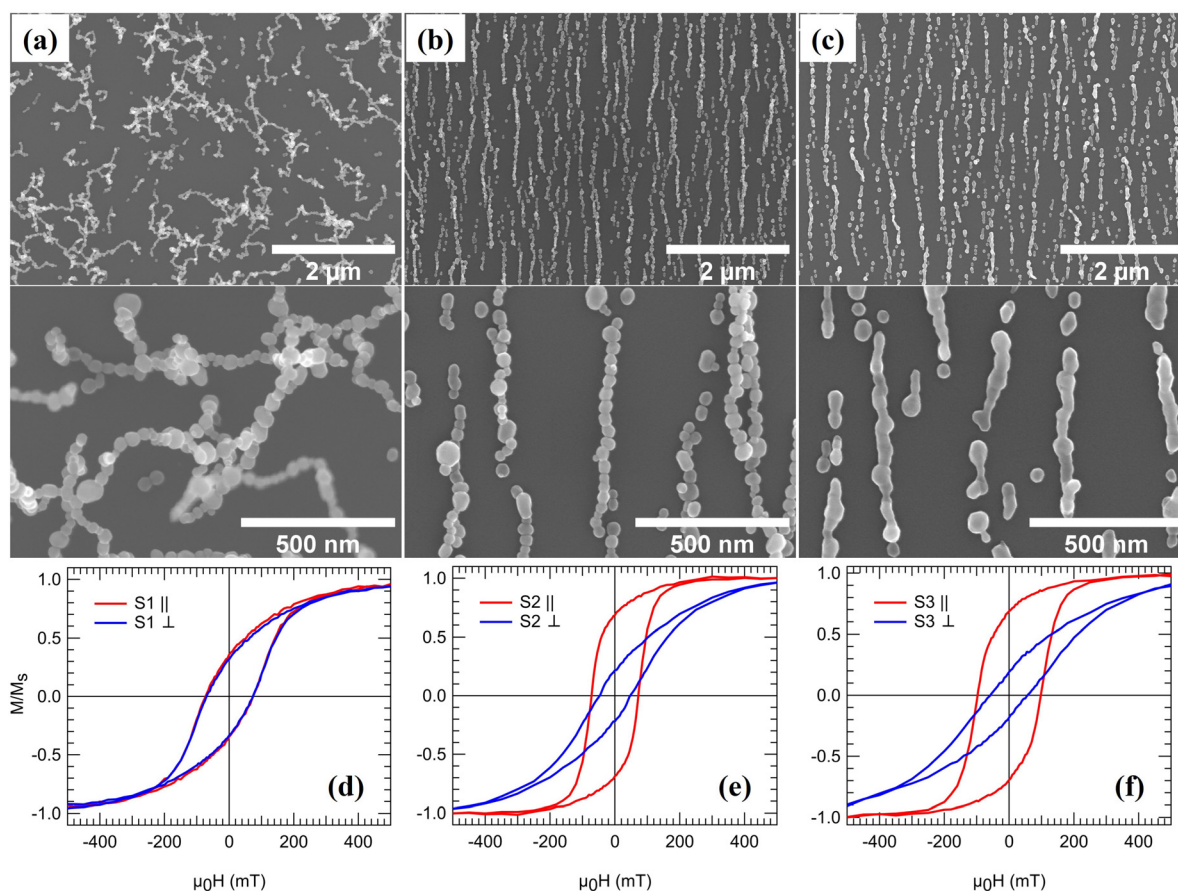 (a) (b) (c)
2 μm 2 μm 2 μm
500 nm 500 nm 500 nm
1.0 1.0 1.0
S1 || S2 || S3 ||
S1 ⊥ S2 ⊥ S3 ⊥
0.5 0.5 0.5
M/Ms 0.0 0.0 0.0
-0.5 -0.5 -0.5
(d) (e) (f)
-1.0 -1.0 -1.0
-400 -200 0 200 400 -400 -200 0 200 400 -400 -200 0 200 400
μ0H (mT) μ0H (mT) μ0H (mT)